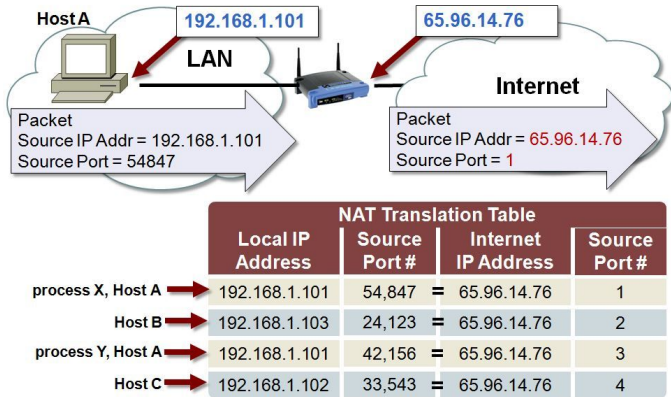 Host A
192.168.1.101
65.96.14.76
LAN
Internet
Packet
Source IP Addr = 192.168.1.101
Source Port = 54847
Packet
Source IP Addr = 65.96.14.76
Source Port = 1
NAT Translation Table
Local IP Address Source Port # Internet IP Address Source Port #
process X, Host A 192.168.1.101 54,847 = 65.96.14.76 1
Host B 192.168.1.103 24,123 = 65.96.14.76 2
process Y, Host A 192.168.1.101 42,156 = 65.96.14.76 3
Host C 192.168.1.102 33,543 = 65.96.14.76 4